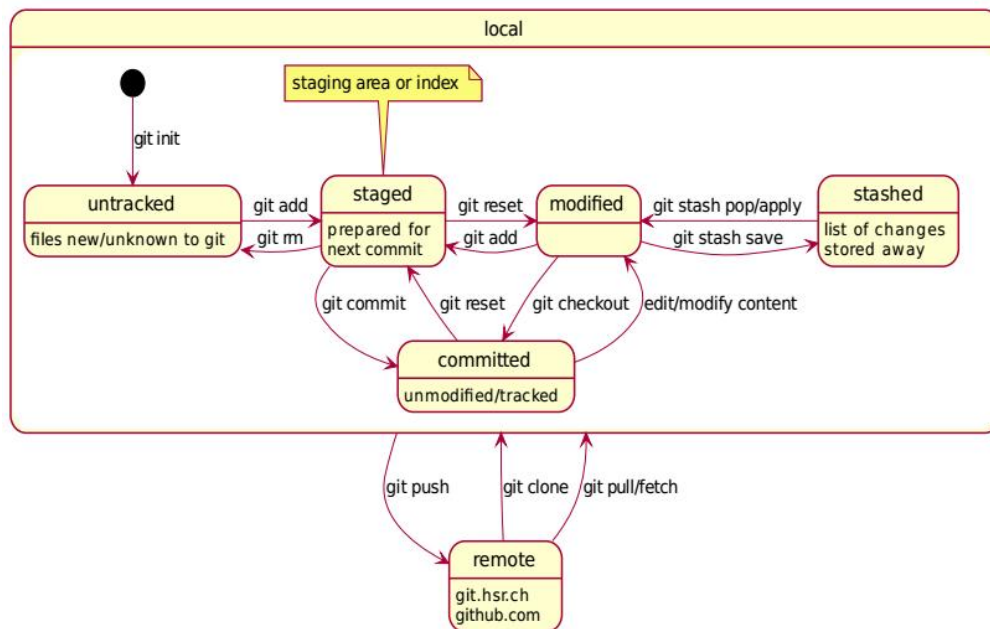 local
staging area or index
git init
untracked
files new/unknown to git
git add
git rm
staged
prepared for
next commit
git reset
git add
modified
git stash pop/apply
git stash save
stashed
list of changes
stored away
git commit
git reset
git checkout
edit/modify content
committed
unmodified/tracked
git push
git clone
git pull/fetch
remote
git.hsr.ch
github.com